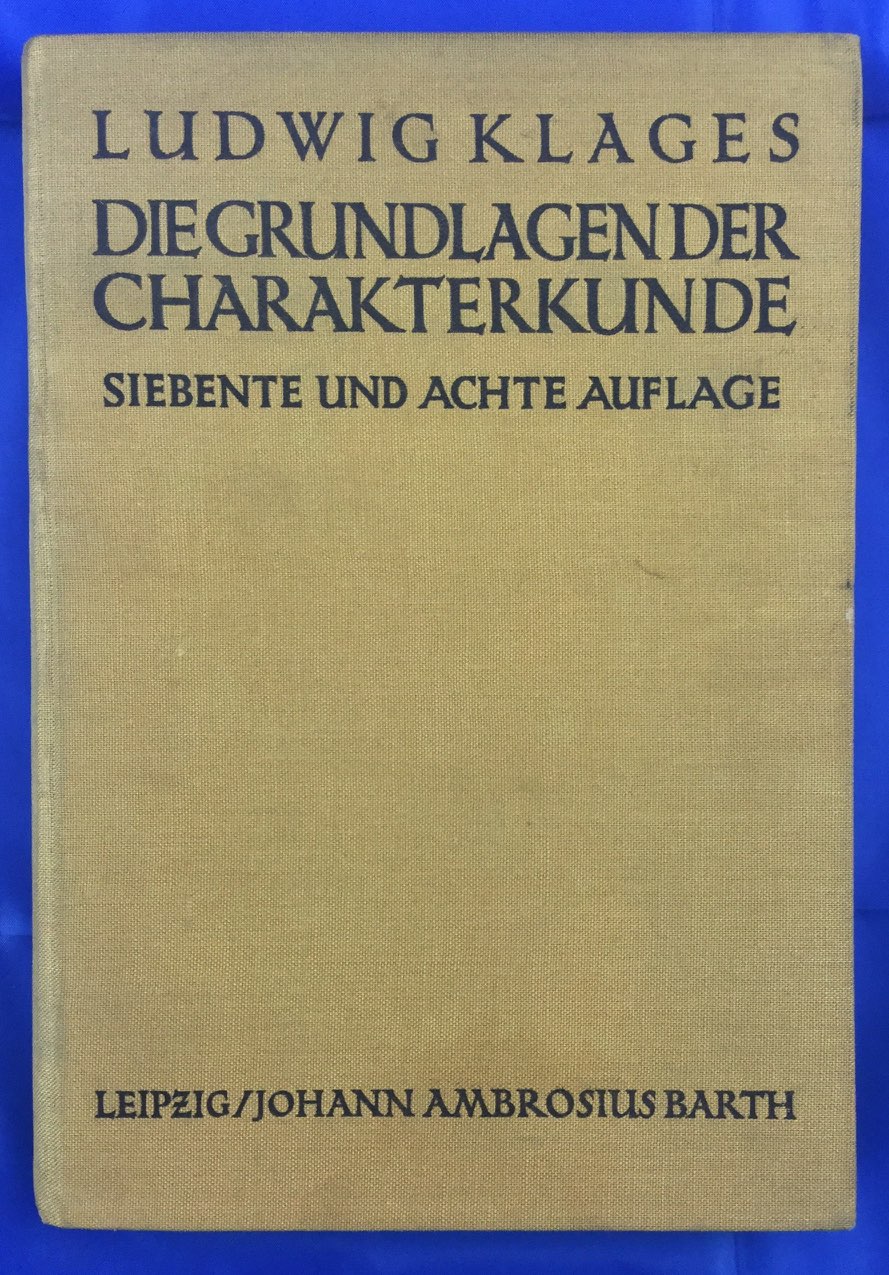 LUDWIG KLAGES
DIE GRUNDLAGEN DER
CHARAKTERKUNDE
SIEBENTE UND ACHTE AUFLAGE
LEIPZIG/JOHANN AMBROSIUS BARTH